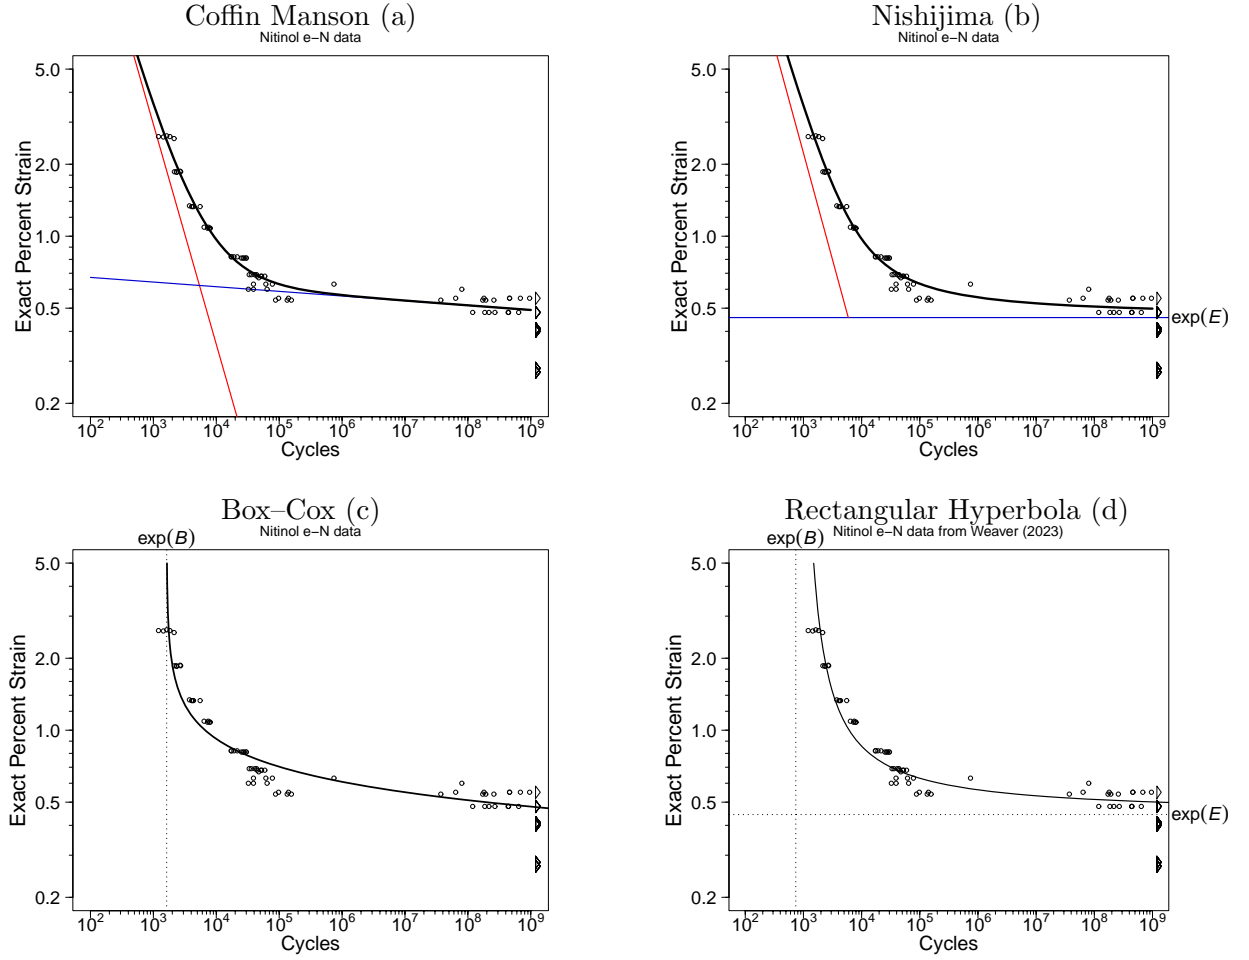 Coffin Manson (a)
Nitinol e−N data
5.0
2.0
1.0
0.5
0.2
Exact Percent Strain
10^2 10^3 10^4 10^5 10^6 10^7 10^8 10^9
Cycles
Nishijima (b)
Nitinol e−N data
5.0
2.0
1.0
0.5
0.2
Exact Percent Strain
exp(E)
10^2 10^3 10^4 10^5 10^6 10^7 10^8 10^9
Cycles
Box–Cox (c)
Nitinol e−N data
exp(B)
5.0
2.0
1.0
0.5
0.2
Exact Percent Strain
10^2 10^3 10^4 10^5 10^6 10^7 10^8 10^9
Cycles
Rectangular Hyperbola (d)
Nitinol e−N data from Weaver (2023)
exp(B)
5.0
2.0
1.0
0.5
0.2
Exact Percent Strain
exp(E)
10^2 10^3 10^4 10^5 10^6 10^7 10^8 10^9
Cycles